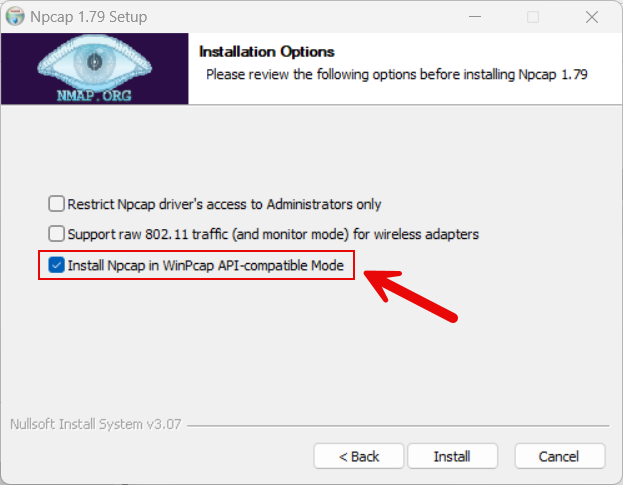 Npcap 1.79 Setup
Installation Options
Please review the following options before installing Npcap 1.79
NMAP.ORG
Restrict Npcap driver's access to Administrators only
Support raw 802.11 traffic (and monitor mode) for wireless adapters
Install Npcap in WinPcap API-compatible Mode
Nullsoft Install System v3.07
< Back
Install
Cancel